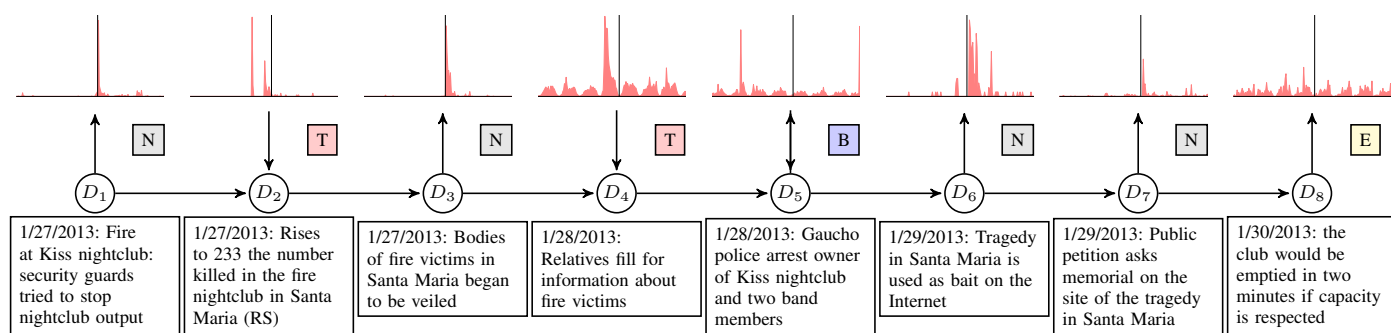 N
T
N
T
B
N
N
E
D1
D2
D3
D4
D5
D6
D7
D8
1/27/2013: Fire
at Kiss nightclub:
security guards
tried to stop
nightclub output
1/27/2013: Rises
to 233 the number
killed in the fire
nightclub in Santa
Maria (RS)
1/27/2013: Bodies
of fire victims in
Santa Maria began
to be veiled
1/28/2013:
Relatives fill for
information about
fire victims
1/28/2013: Gaucho
police arrest owner
of Kiss nightclub
and two band
members
1/29/2013: Tragedy
in Santa Maria is
used as bait on the
Internet
1/29/2013: Public
petition asks
memorial on the
site of the tragedy
in Santa Maria
1/30/2013: the
club would be
emptied in two
minutes if capacity
is respected